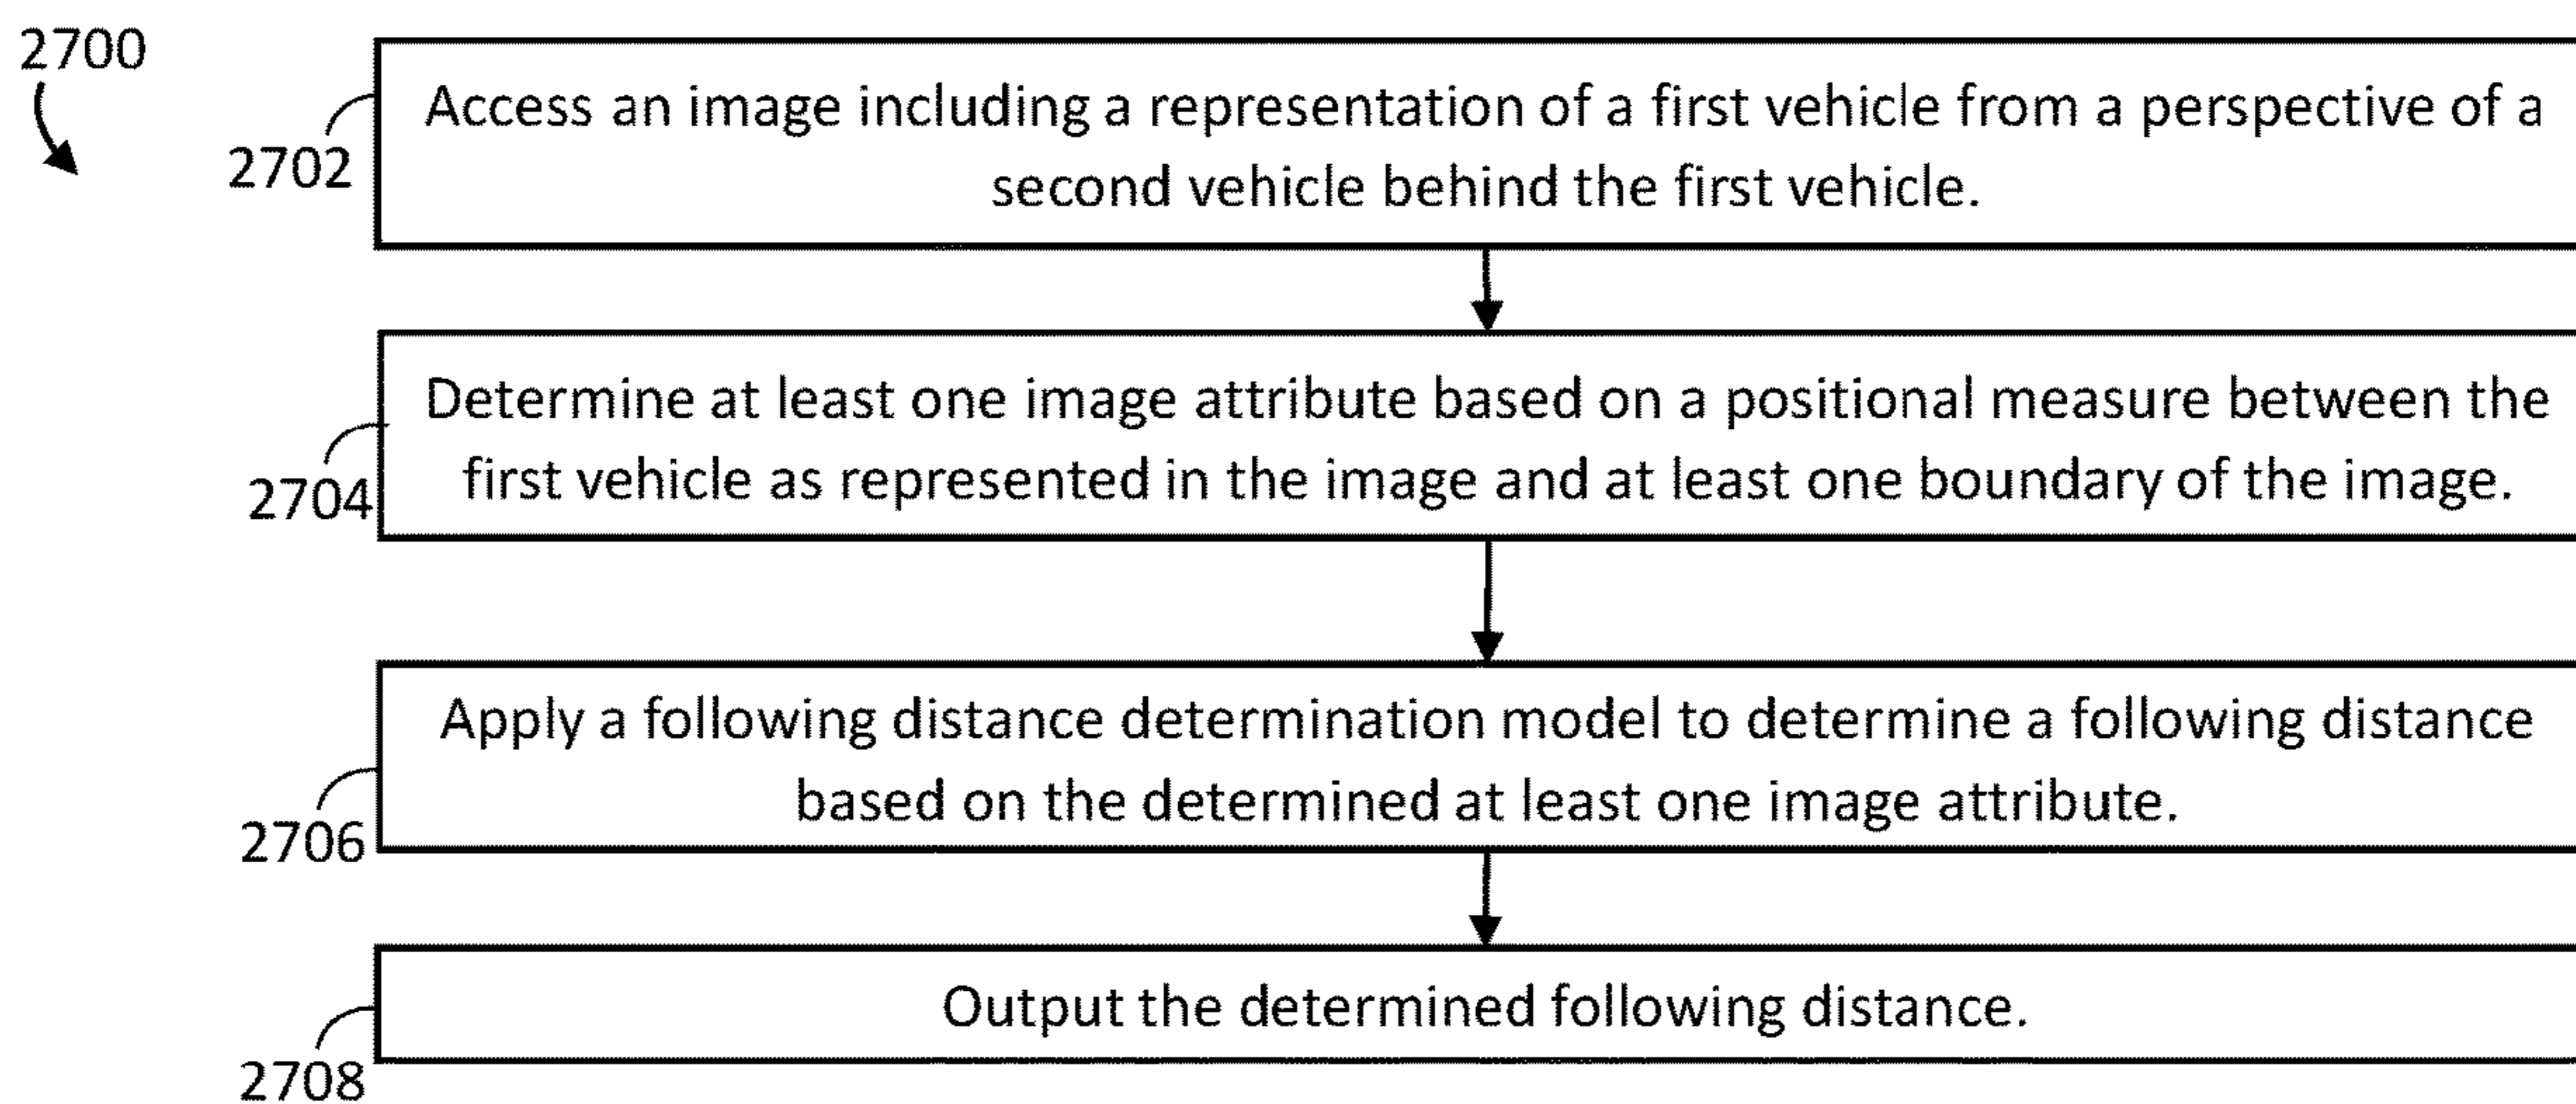 2700
2702
Access an image including a representation of a first vehicle from a perspective of a
second vehicle behind the first vehicle.
2704
Determine at least one image attribute based on a positional measure between the
first vehicle as represented in the image and at least one boundary of the image.
2706
Apply a following distance determination model to determine a following distance
based on the determined at least one image attribute.
2708
Output the determined following distance.